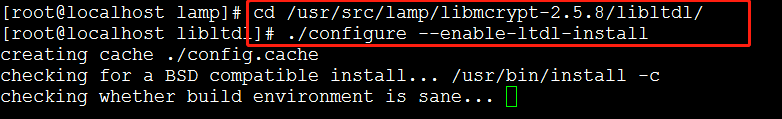 [root@localhost lamp]# cd /usr/src/lamp/libmcrypt-2.5.8/libltdl/
[root@localhost libltdl]# ./configure --enable-ltdl-install
creating cache ./config.cache
checking for a BSD compatible install... /usr/bin/install -c
checking whether build environment is sane...